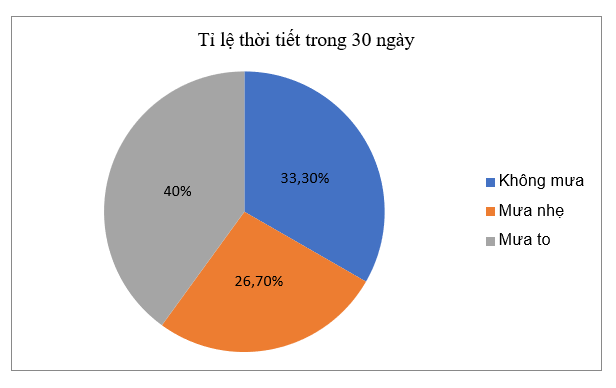 Tỉ lệ thời tiết trong 30 ngày
33,30%
40%
26,70%
Không mưa
Mưa nhẹ
Mưa to